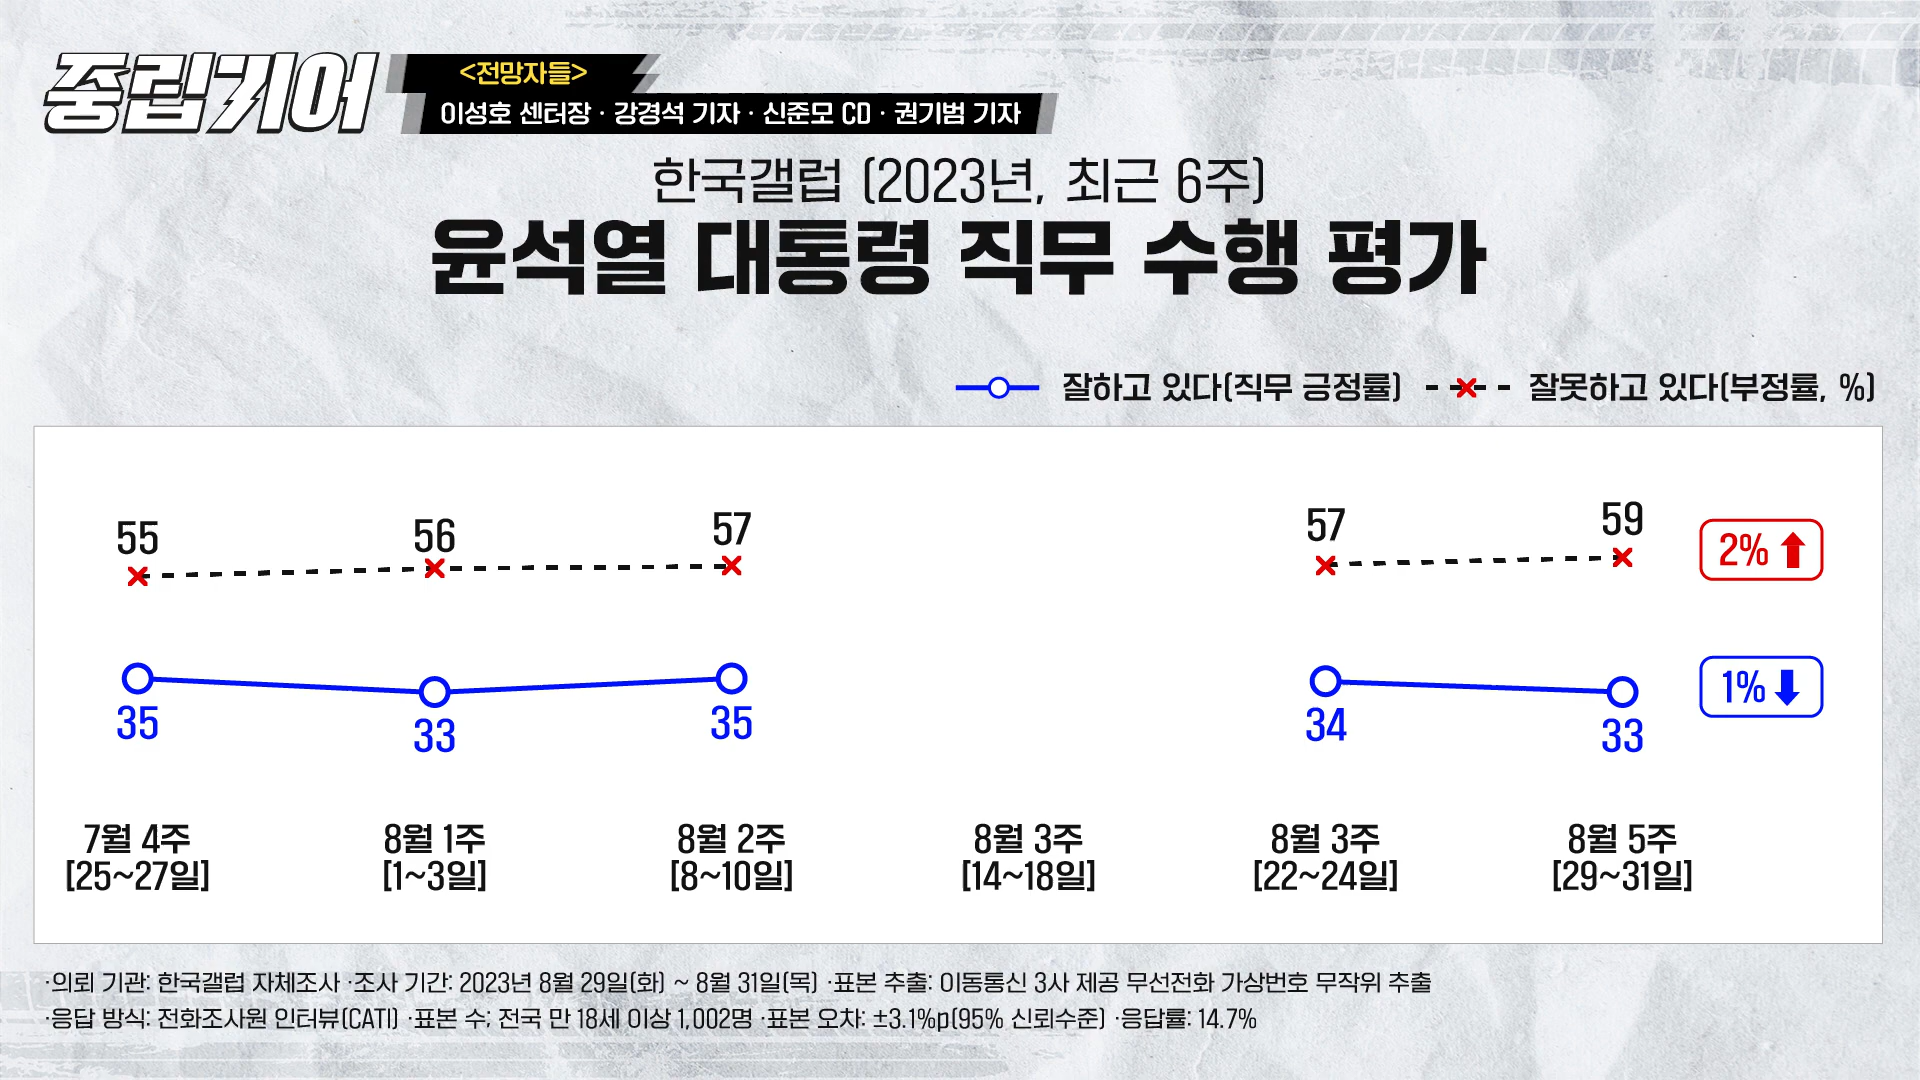 중립기어
<전망자들>
이성호 센터장 · 강경석 기자 · 신준모 CD · 권기범 기자
한국갤럽 (2023년, 최근 6주)
윤석열 대통령 직무 수행 평가
잘하고 있다(직무 긍정률) 잘못하고 있다(부정률, %)
55 56 57 57 59 2%
35 33 35 34 33 1%
7월 4주 8월 1주 8월 2주 8월 3주 8월 3주 8월 5주
[25~27일] [1~3일] [8~10일] [14~18일] [22~24일] [29~31일]
·의뢰 기관: 한국갤럽 자체조사 ·조사 기간: 2023년 8월 29일(화) ~ 8월 31일(목) ·표본 추출: 이동통신 3사 제공 무선전화 가상번호 무작위 추출
·응답 방식: 전화조사원 인터뷰(CATI) ·표본 수: 전국 만 18세 이상 1,002명 ·표본 오차: ±3.1%p(95% 신뢰수준) ·응답률: 14.7%